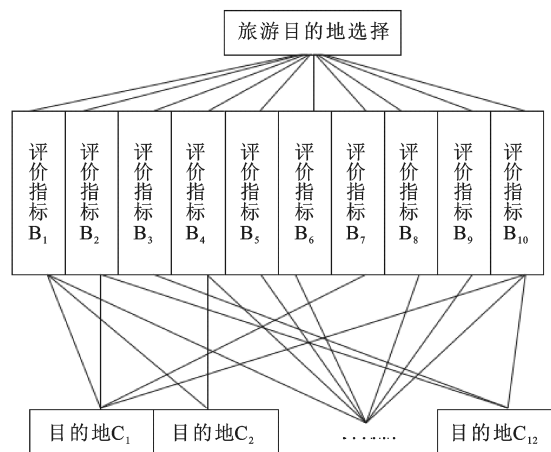 旅游目的地选择
评价指标B₁
评价指标B₂
评价指标B₃
评价指标B₄
评价指标B₅
评价指标B₆
评价指标B₇
评价指标B₈
评价指标B₉
评价指标B₁₀
目的地C₁
目的地C₂
........
目的地C₁₂